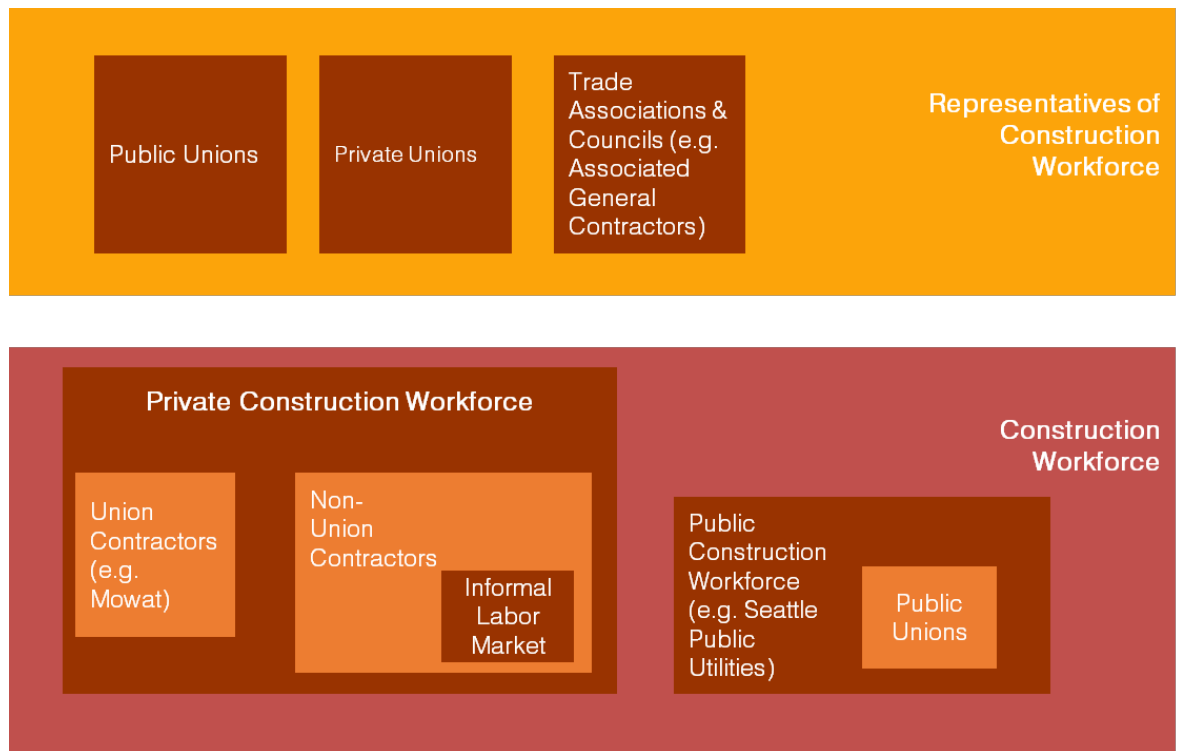 Public Unions
Private Unions
Trade
Associations &
Councils (e.g.
Associated
General
Contractors)
Representatives of
Construction
Workforce
Private Construction Workforce
Union
Contractors
(e.g.
Mowat)
Non-
Union
Contractors
Informal
Labor
Market
Construction
Workforce
Public
Construction
Workforce
(e.g. Seattle
Public
Utilities)
Public
Unions